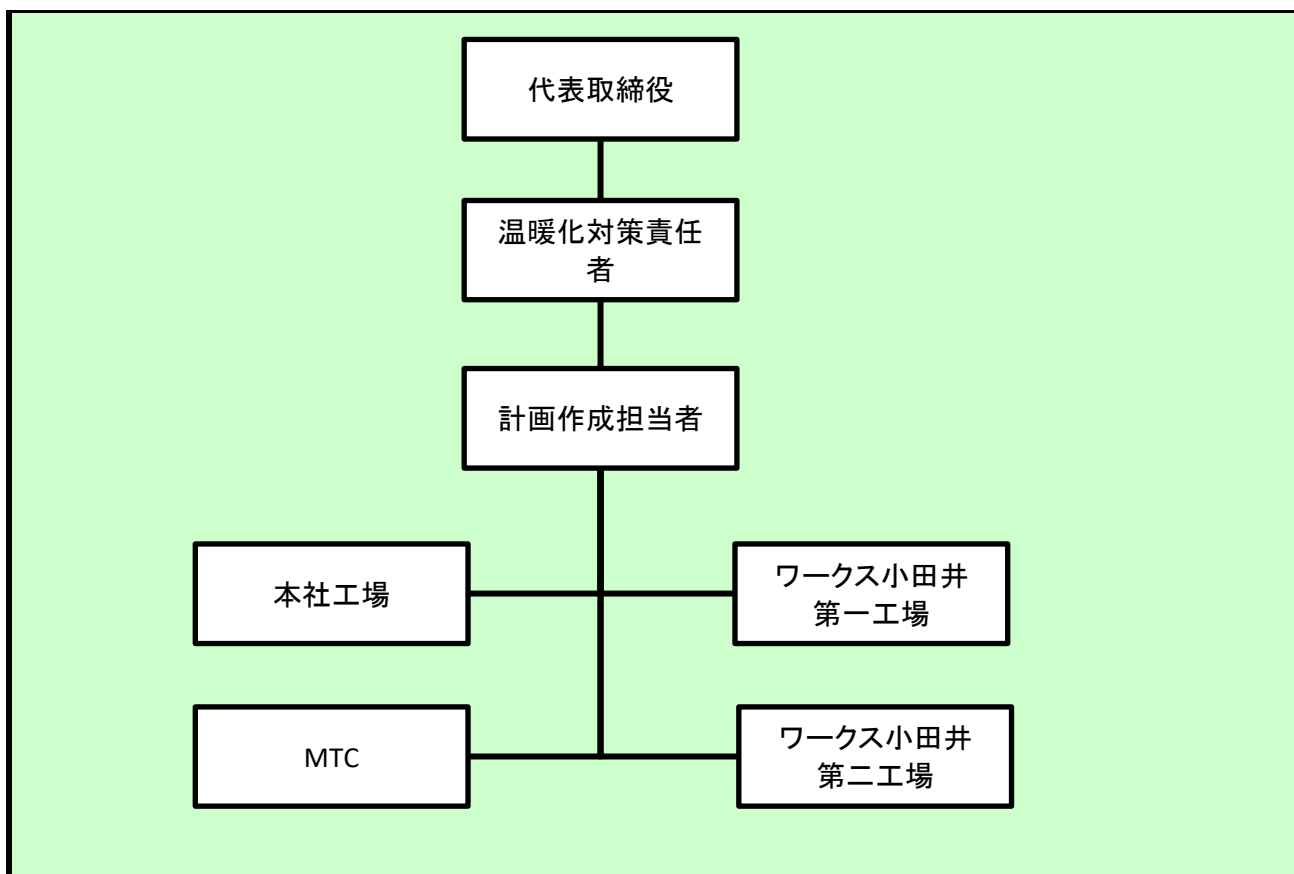 代表取締役
温暖化対策責任
者
計画作成担当者
本社工場
ワークス小田井
第一工場
MTC
ワークス小田井
第二工場